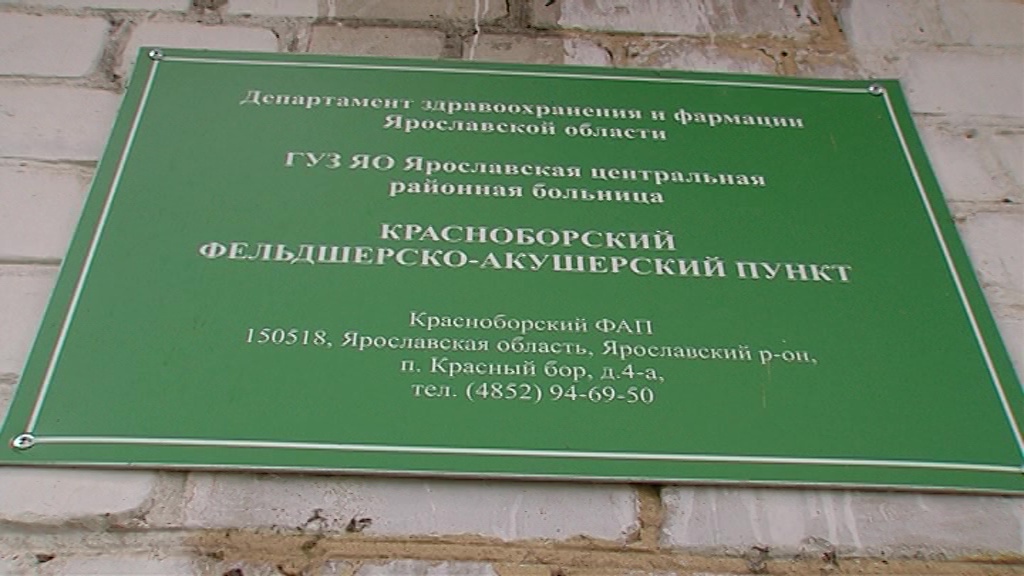 Департамент здравоохранения и фармации
Ярославской области
ГУЗ ЯО Ярославская центральная
районная больница
КРАСНОБОРСКИЙ
ФЕЛЬДШЕРСКО-АКУШЕРСКИЙ ПУНКТ
Красноборский ФАП
150518, Ярославская область, Ярославский р-он,
п. Красный бор, д.4-а,
тел. (4852) 94-69-50